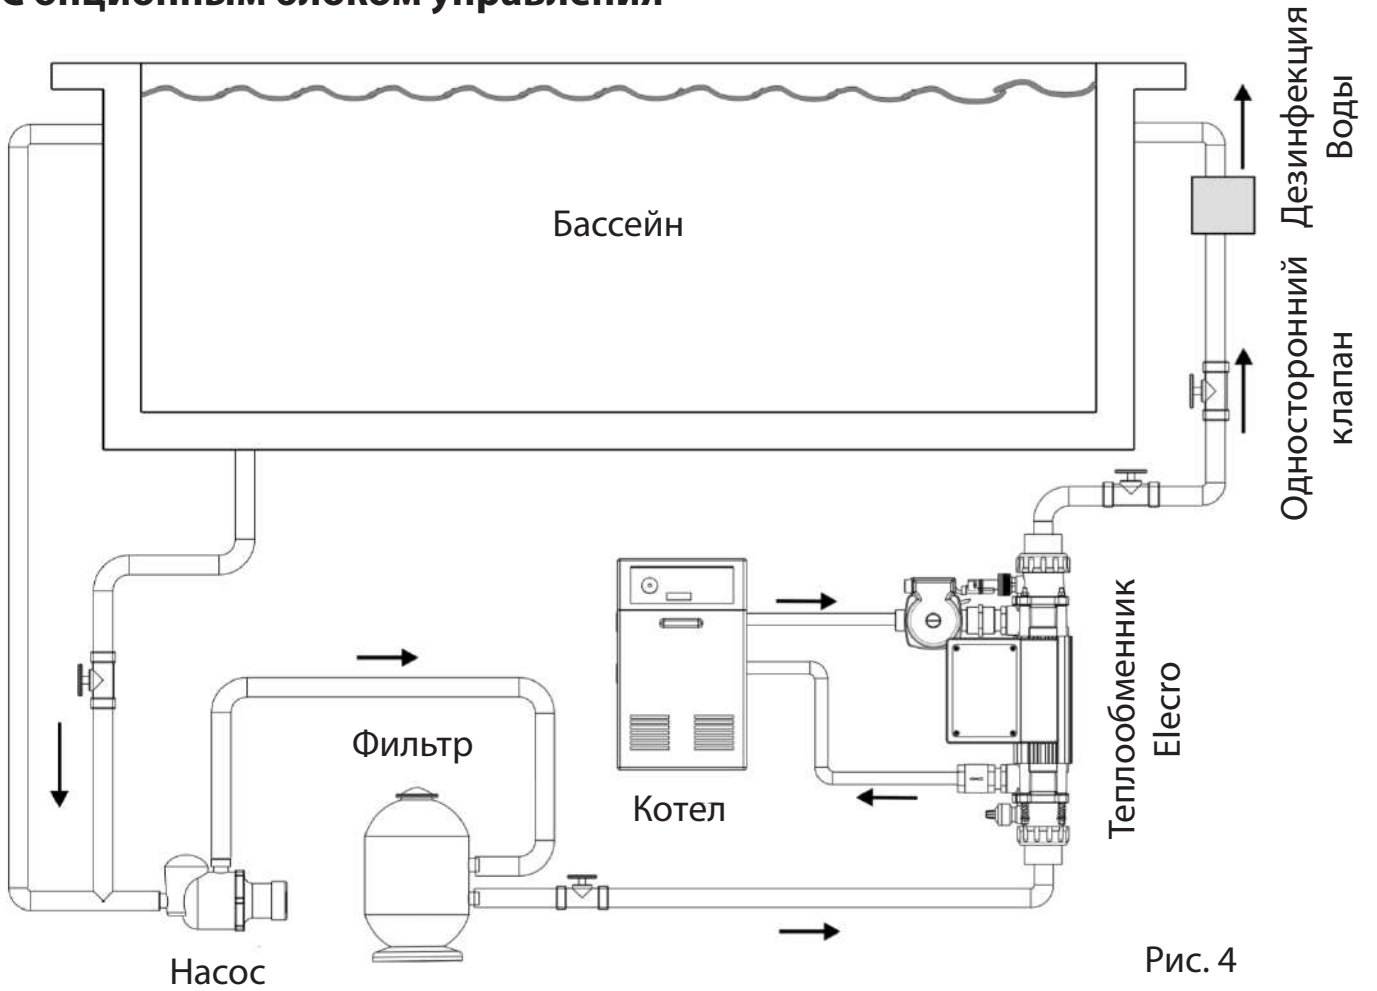 С опционным блоком управления
Дезинфекция
Воды
Бассейн
Односторонний
клапан
Теплообменник
Elecro
Фильтр
Котел
Насос
Рис. 4